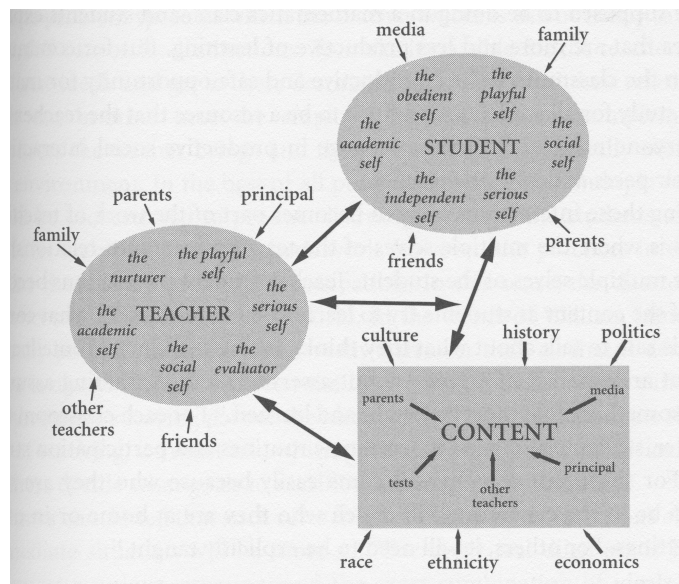 media
family
the
obedient
self
the
playful
self
the
academic
self
STUDENT
the
social
self
the
independent
self
the
serious
self
friends
parents
parents
principal
family
the
nurturer
the playful
self
the
academic
self
TEACHER
the
serious
self
the
social
self
the
evaluator
other
teachers
friends
culture
history
politics
parents
media
CONTENT
tests
other
teachers
principal
race
ethnicity
economics